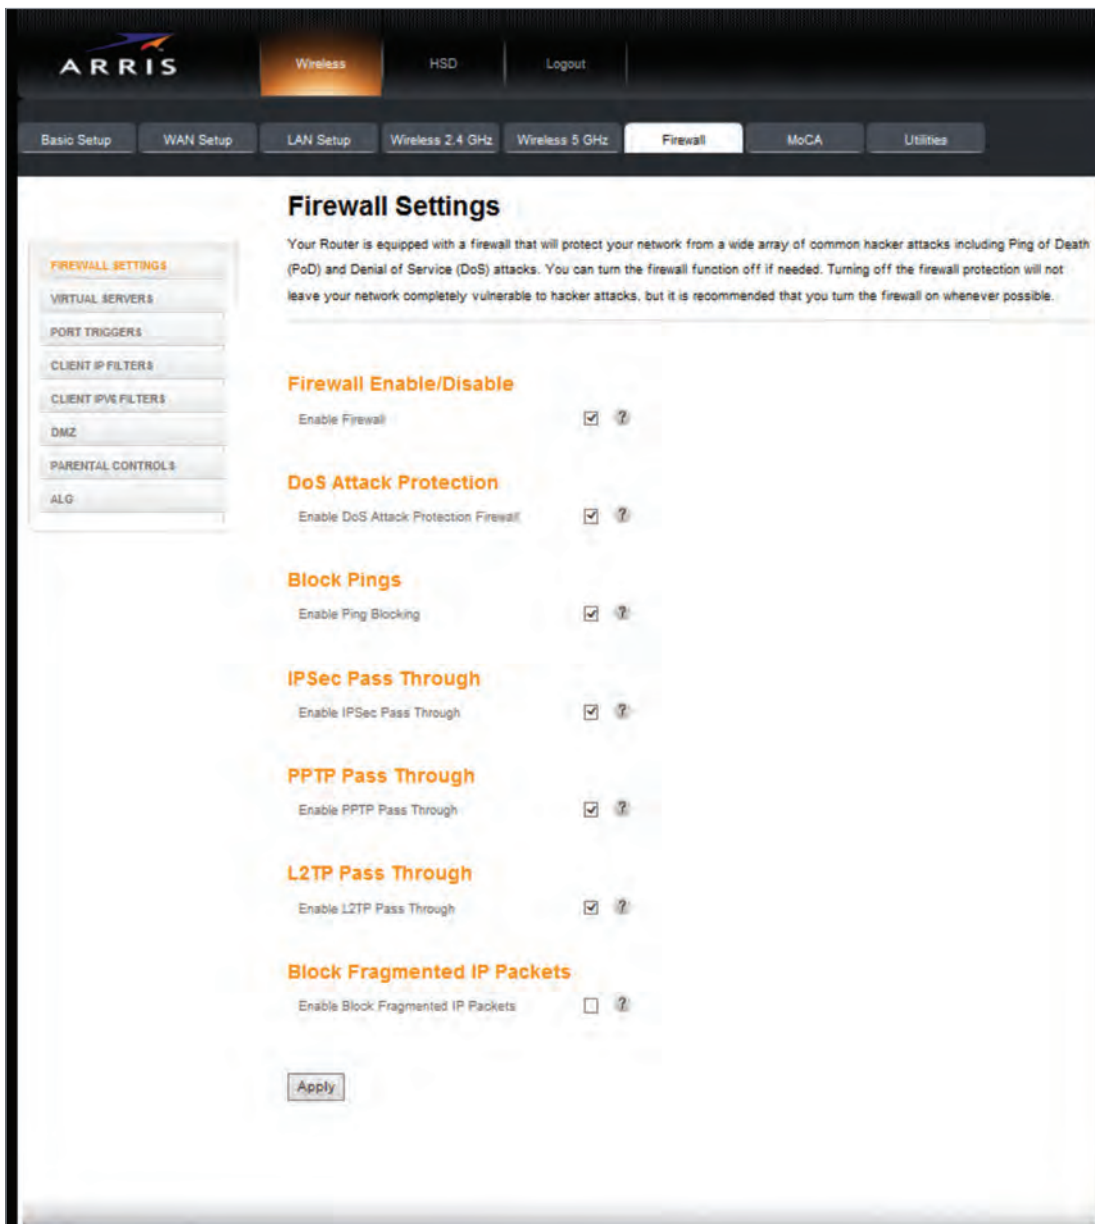 ARRIS
Wireless HSD Logout
Basic Setup WAN Setup LAN Setup Wireless 2.4 GHz Wireless 5 GHz Firewall MoCA Utilities
FIREWALL SETTINGS
VIRTUAL SERVERS
PORT TRIGGERS
CLIENT IP FILTERS
CLIENT IPV6 FILTERS
DMZ
PARENTAL CONTROLS
ALG
Firewall Settings
Your Router is equipped with a firewall that will protect your network from a wide array of common hacker attacks including Ping of Death
(PoD) and Denial of Service (DoS) attacks. You can turn the firewall function off if needed. Turning off the firewall protection will not
leave your network completely vulnerable to hacker attacks, but it is recommended that you turn the firewall on whenever possible.
Firewall Enable/Disable
Enable Firewall ?
DoS Attack Protection
Enable DoS Attack Protection Firewall ?
Block Pings
Enable Ping Blocking ?
IPSec Pass Through
Enable IPSec Pass Through ?
PPTP Pass Through
Enable PPTP Pass Through ?
L2TP Pass Through
Enable L2TP Pass Through ?
Block Fragmented IP Packets
Enable Block Fragmented IP Packets ?
Apply